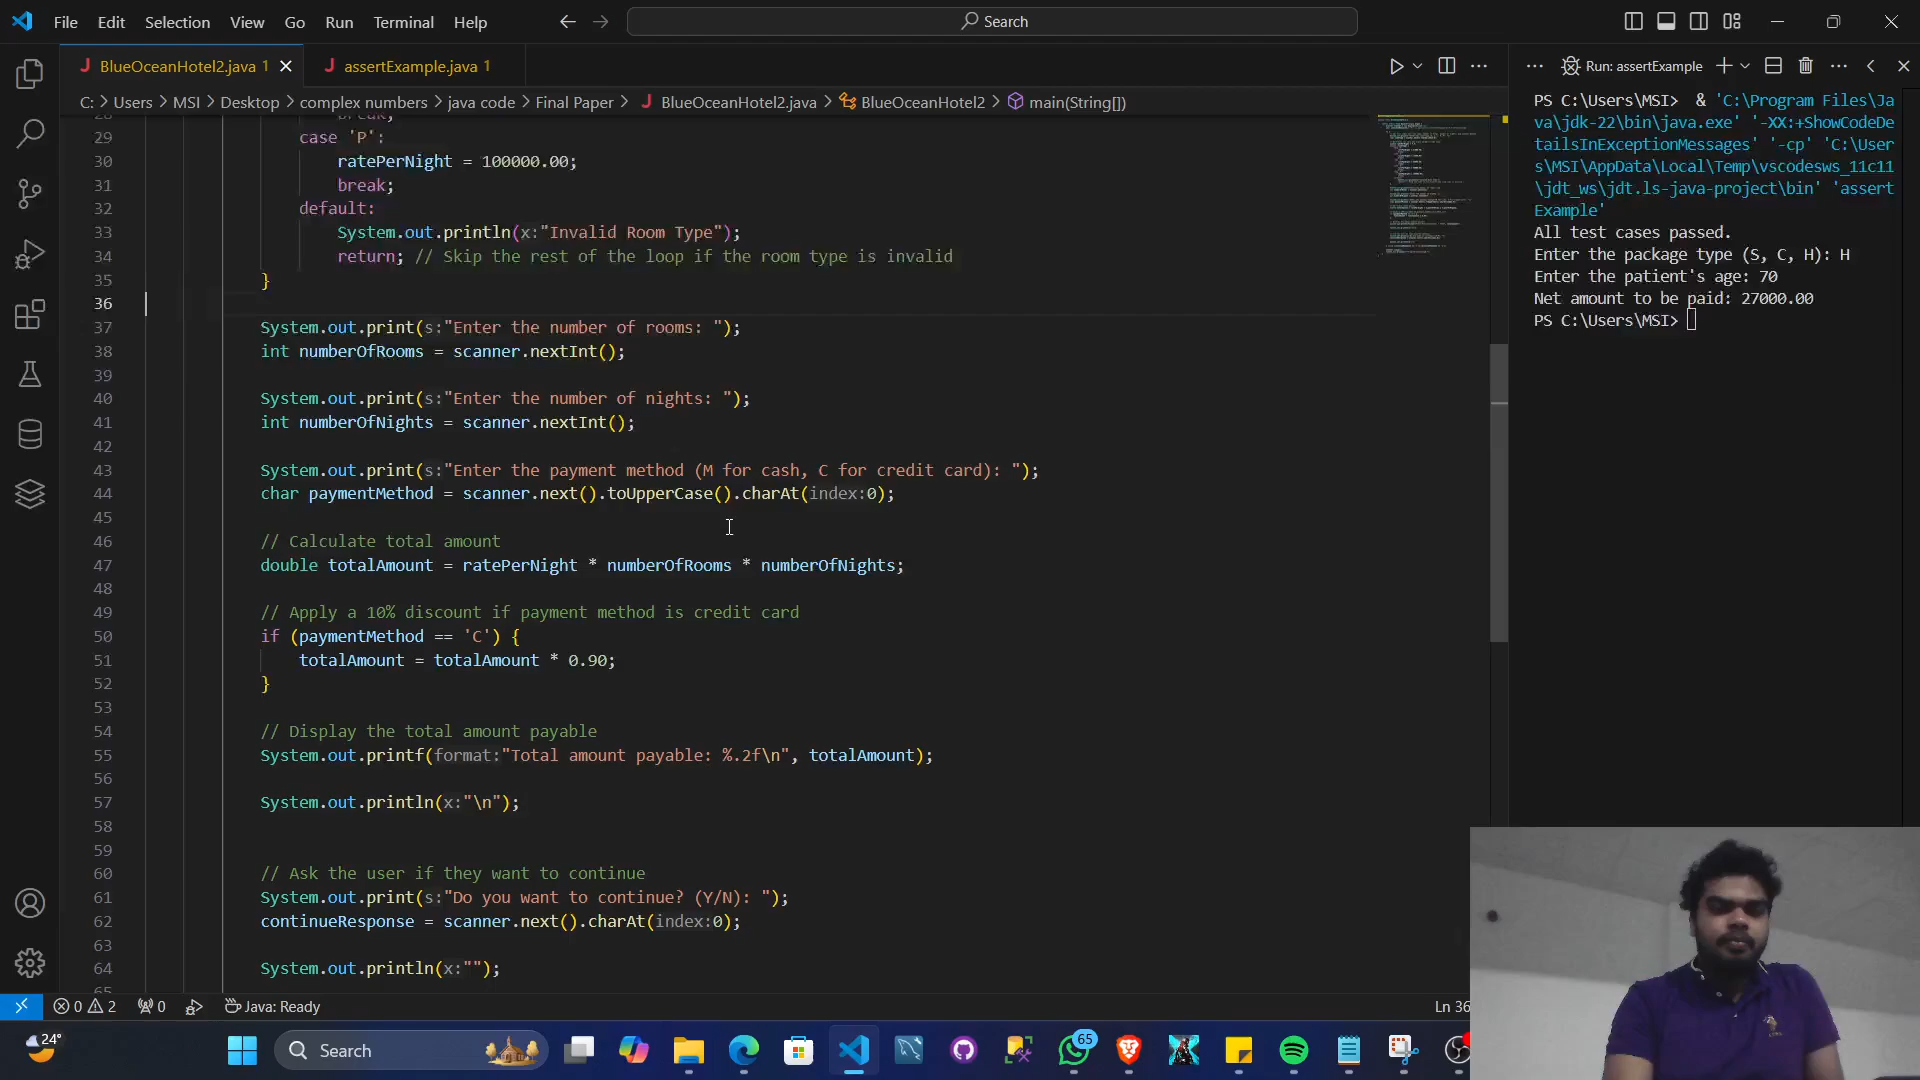 File Edit Selection View Go Run Terminal Help
Search
BlueOceanHotel2.java 1
assertExample.java 1
Run: assertExample
C: > Users > MSI > Desktop > complex numbers > java code > Final Paper > BlueOceanHotel2.java > BlueOceanHotel2 > main(String[])
29 case 'P':
30 ratePerNight = 100000.00;
31 break;
32 default:
33 System.out.println(x:"Invalid Room Type");
34 return; // Skip the rest of the loop if the room type is invalid
35 }
36
37 System.out.print(s:"Enter the number of rooms: ");
38 int numberOfRooms = scanner.nextInt();
39
40 System.out.print(s:"Enter the number of nights: ");
41 int numberOfNights = scanner.nextInt();
42
43 System.out.print(s:"Enter the payment method (M for cash, C for credit card): ");
44 char paymentMethod = scanner.next().toUpperCase().charAt(index:0);
45
46 // Calculate total amount
47 double totalAmount = ratePerNight * numberOfRooms * numberOfNights;
48
49 // Apply a 10% discount if payment method is credit card
50 if (paymentMethod == 'C') {
51 totalAmount = totalAmount * 0.90;
52 }
53
54 // Display the total amount payable
55 System.out.printf(format:"Total amount payable: %.2f\n", totalAmount);
56
57 System.out.println(x:"\n");
58
59
60 // Ask the user if they want to continue
61 System.out.print(s:"Do you want to continue? (Y/N): ");
62 continueResponse = scanner.next().charAt(index:0);
63
64 System.out.println(x:"");
PS C:\Users\MSI> & 'C:\Program Files\Ja
va\jdk-22\bin\java.exe' '-XX:+ShowCodeDe
tailsInExceptionMessages' '-cp' 'C:\User
s\MSI\AppData\Local\Temp\vscodesws_11c11
\jdt_ws\jdt.ls-java-project\bin' 'assert
Example'
All test cases passed.
Enter the package type (S, C, H): H
Enter the patient's age: 70
Net amount to be paid: 27000.00
PS C:\Users\MSI>
0 2 0 Java: Ready
Ln 36
24°
Search
65